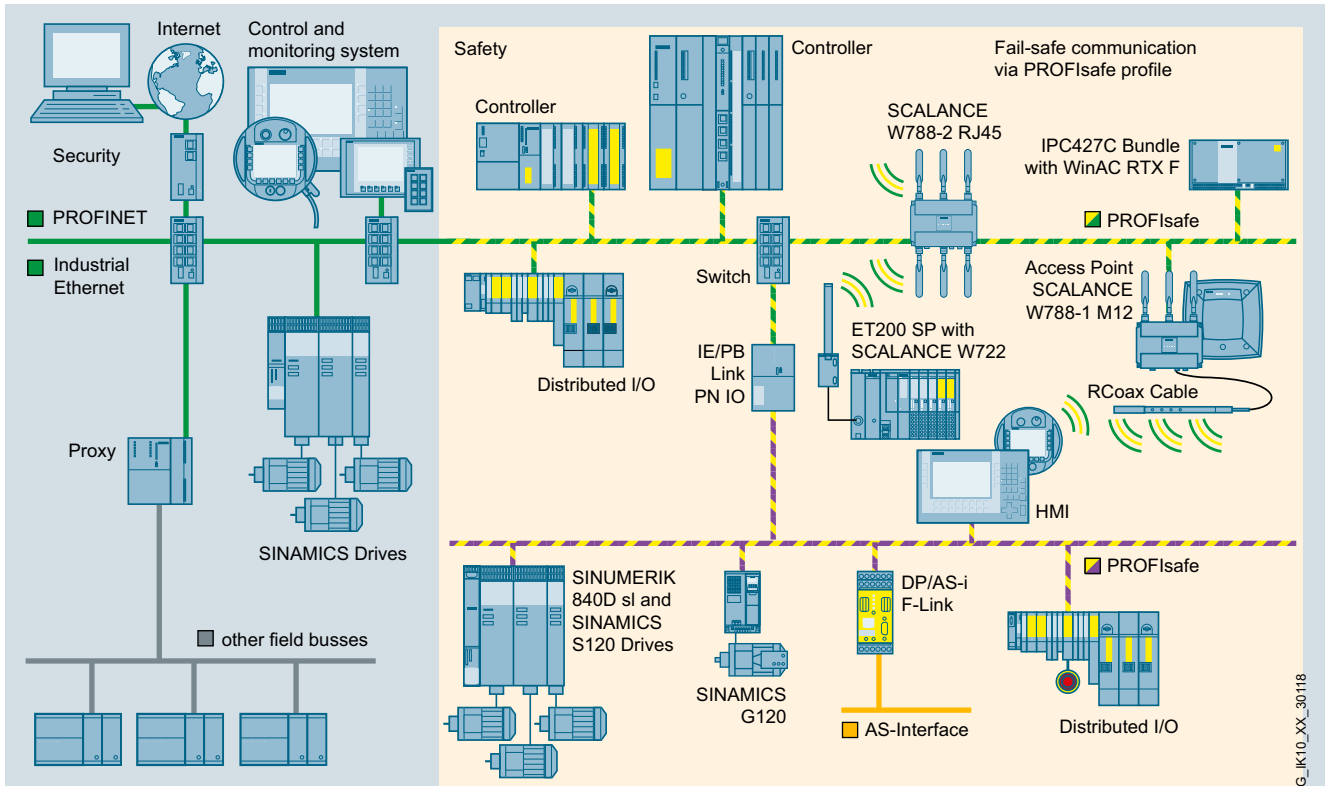 Internet
Control and
monitoring system
Security
PROFINET
Industrial
Ethernet
Proxy
SINAMICS Drives
other field busses
Safety
Controller
Controller
Fail-safe communication
via PROFIsafe profile
SCALANCE
W788-2 RJ45
IPC427C Bundle
with WinAC RTX F
PROFIsafe
Switch
Access Point
SCALANCE
W788-1 M12
Distributed I/O
IE/PB
Link
PN IO
ET200 SP with
SCALANCE W722
RCoax Cable
HMI
SINUMERIK
840D sl and
SINAMICS
S120 Drives
SINAMICS
G120
DP/AS-i
F-Link
PROFIsafe
AS-Interface
Distributed I/O
G_IK10_XX_30118